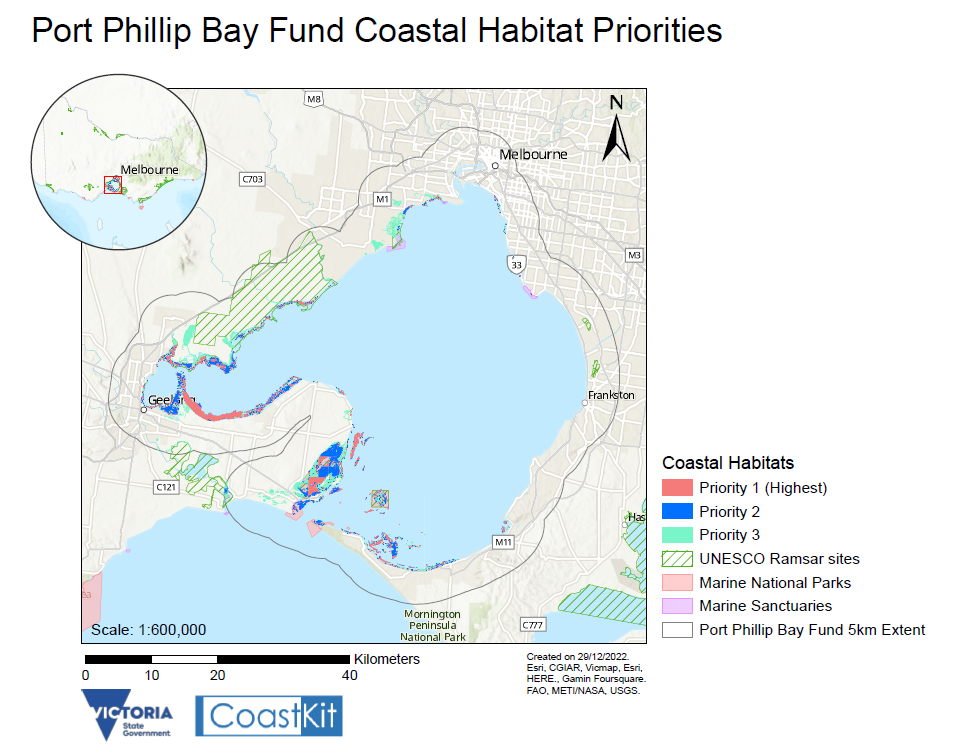 Port Phillip Bay Fund Coastal Habitat Priorities
M8
N
Melbourne
Melbourne
C703
M1
M3
33
Geelong
Frankston
C121
Has
M11
Mornington
Peninsula
National Park
C777
Scale: 1:600,000
Coastal Habitats
Priority 1 (Highest)
Priority 2
Priority 3
UNESCO Ramsar sites
Marine National Parks
Marine Sanctuaries
Port Phillip Bay Fund 5km Extent
Kilometers
0 10 20 40
Created on 29/12/2022.
Esri, CGIAR, Vicmap, Esri,
HERE., Gamin Foursquare.
FAO, METI/NASA, USGS.
VICTORIA
State
Government
CoastKit